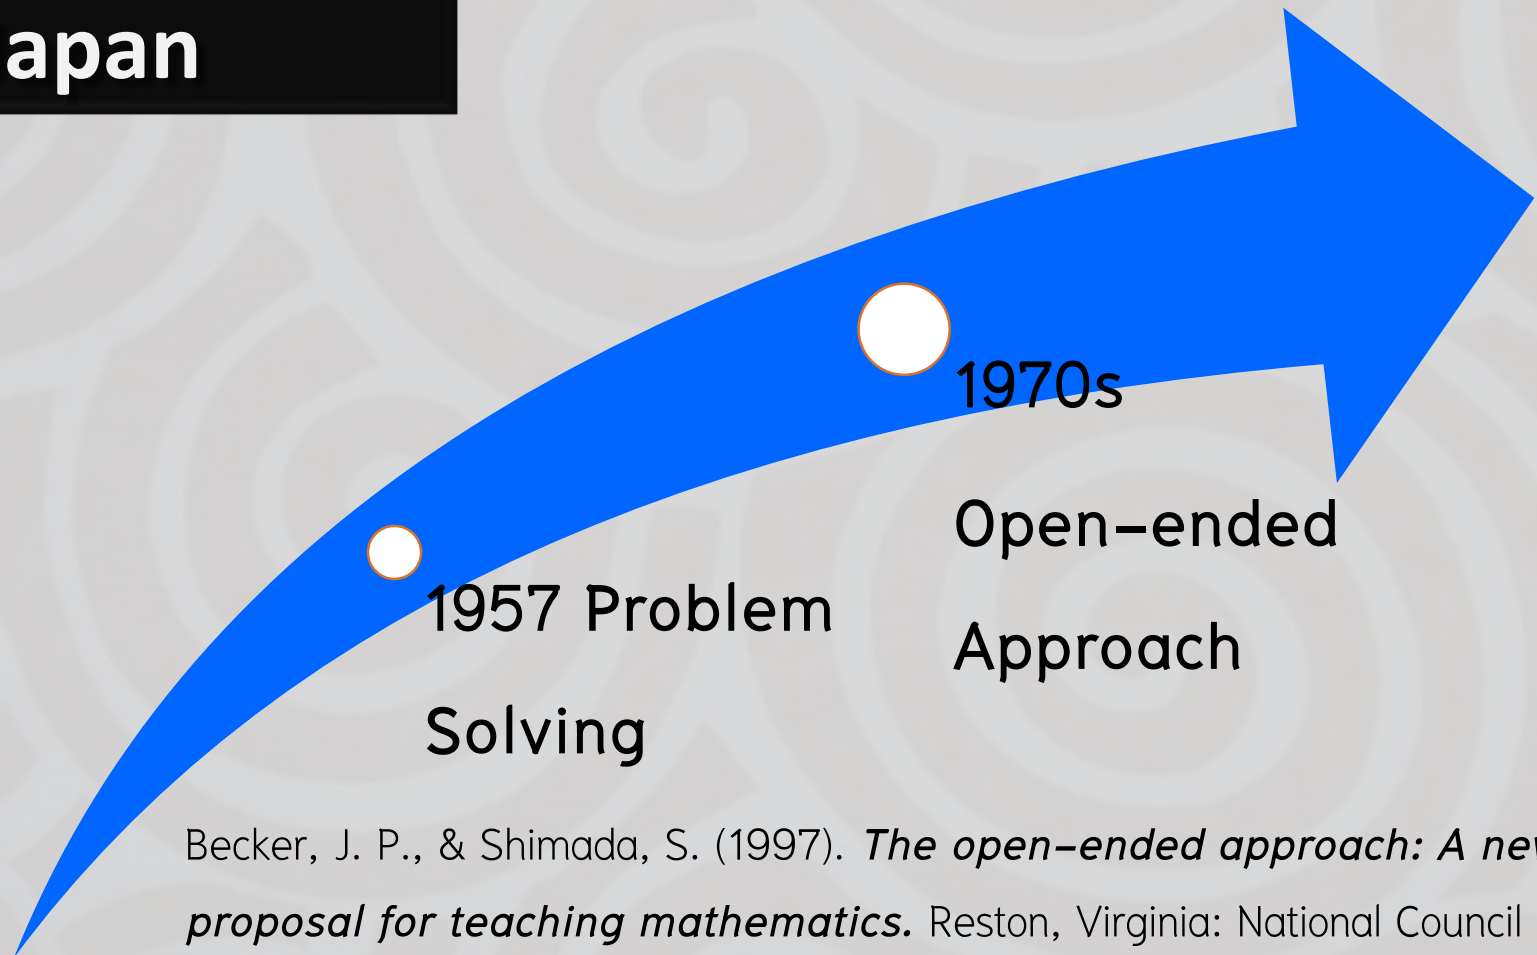 apan
1970s
Open-ended
Approach
1957 Problem
Solving
Becker, J. P., & Shimada, S. (1997). The open-ended approach: A
proposal for teaching mathematics. Reston, Virginia: National Council